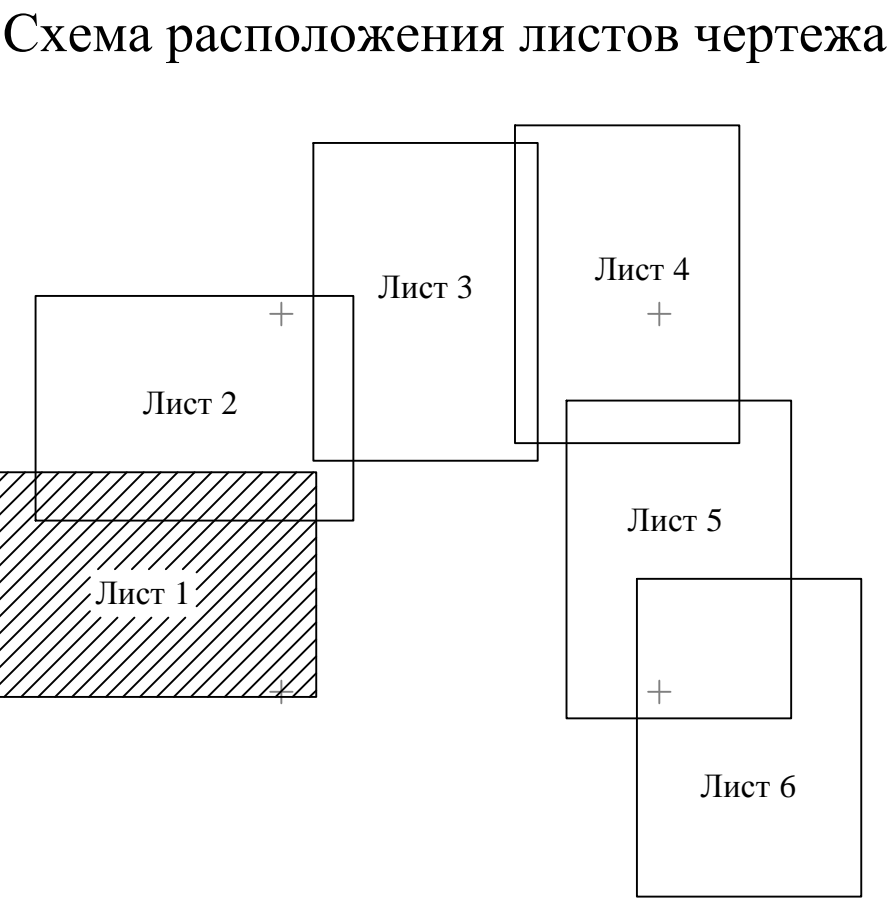 Схема расположения листов чертежа
Лист 4
Лист 3
Лист 2
Лист 5
Лист 1
Лист 6